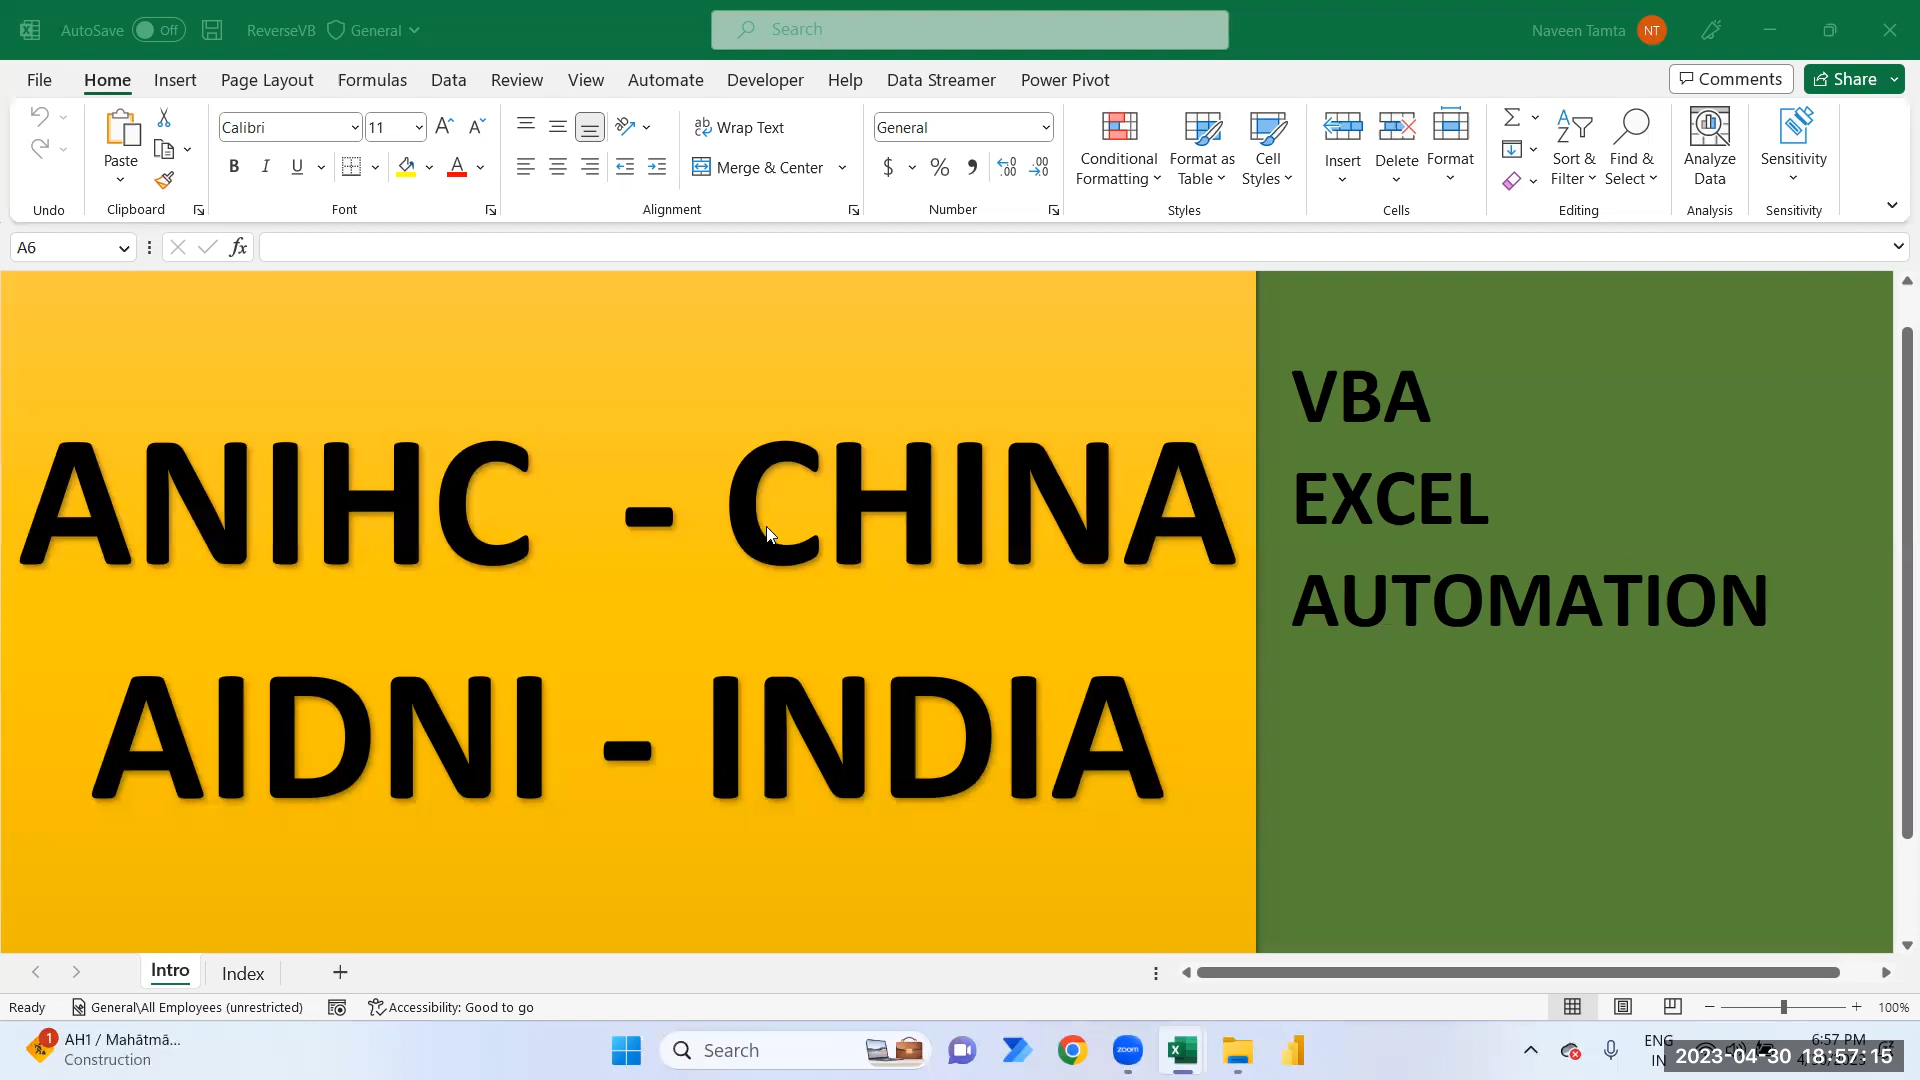 AutoSave Off ReverseVB General Search Naveen Tamta NT
File Home Insert Page Layout Formulas Data Review View Automate Developer Help Data Streamer Power Pivot Comments Share
Paste
Calibri 11
B I U A
Wrap Text
Merge & Center
General
$ %
Conditional Formatting
Format as Table
Cell Styles
Insert
Delete
Format
Sort & Filter
Find & Select
Analyze Data
Sensitivity
Undo Clipboard Font Alignment Number Styles Cells Editing Analysis Sensitivity
A6 fx
ANIHC - CHINA
AIDNI - INDIA
VBA
EXCEL
AUTOMATION
Intro Index
Ready General\All Employees (unrestricted) Accessibility: Good to go 100%
1 AH1 / Mahātmā...
Construction
Search
zoom
ENG
IN
6:57 PM
2023-04-30 18:57:15